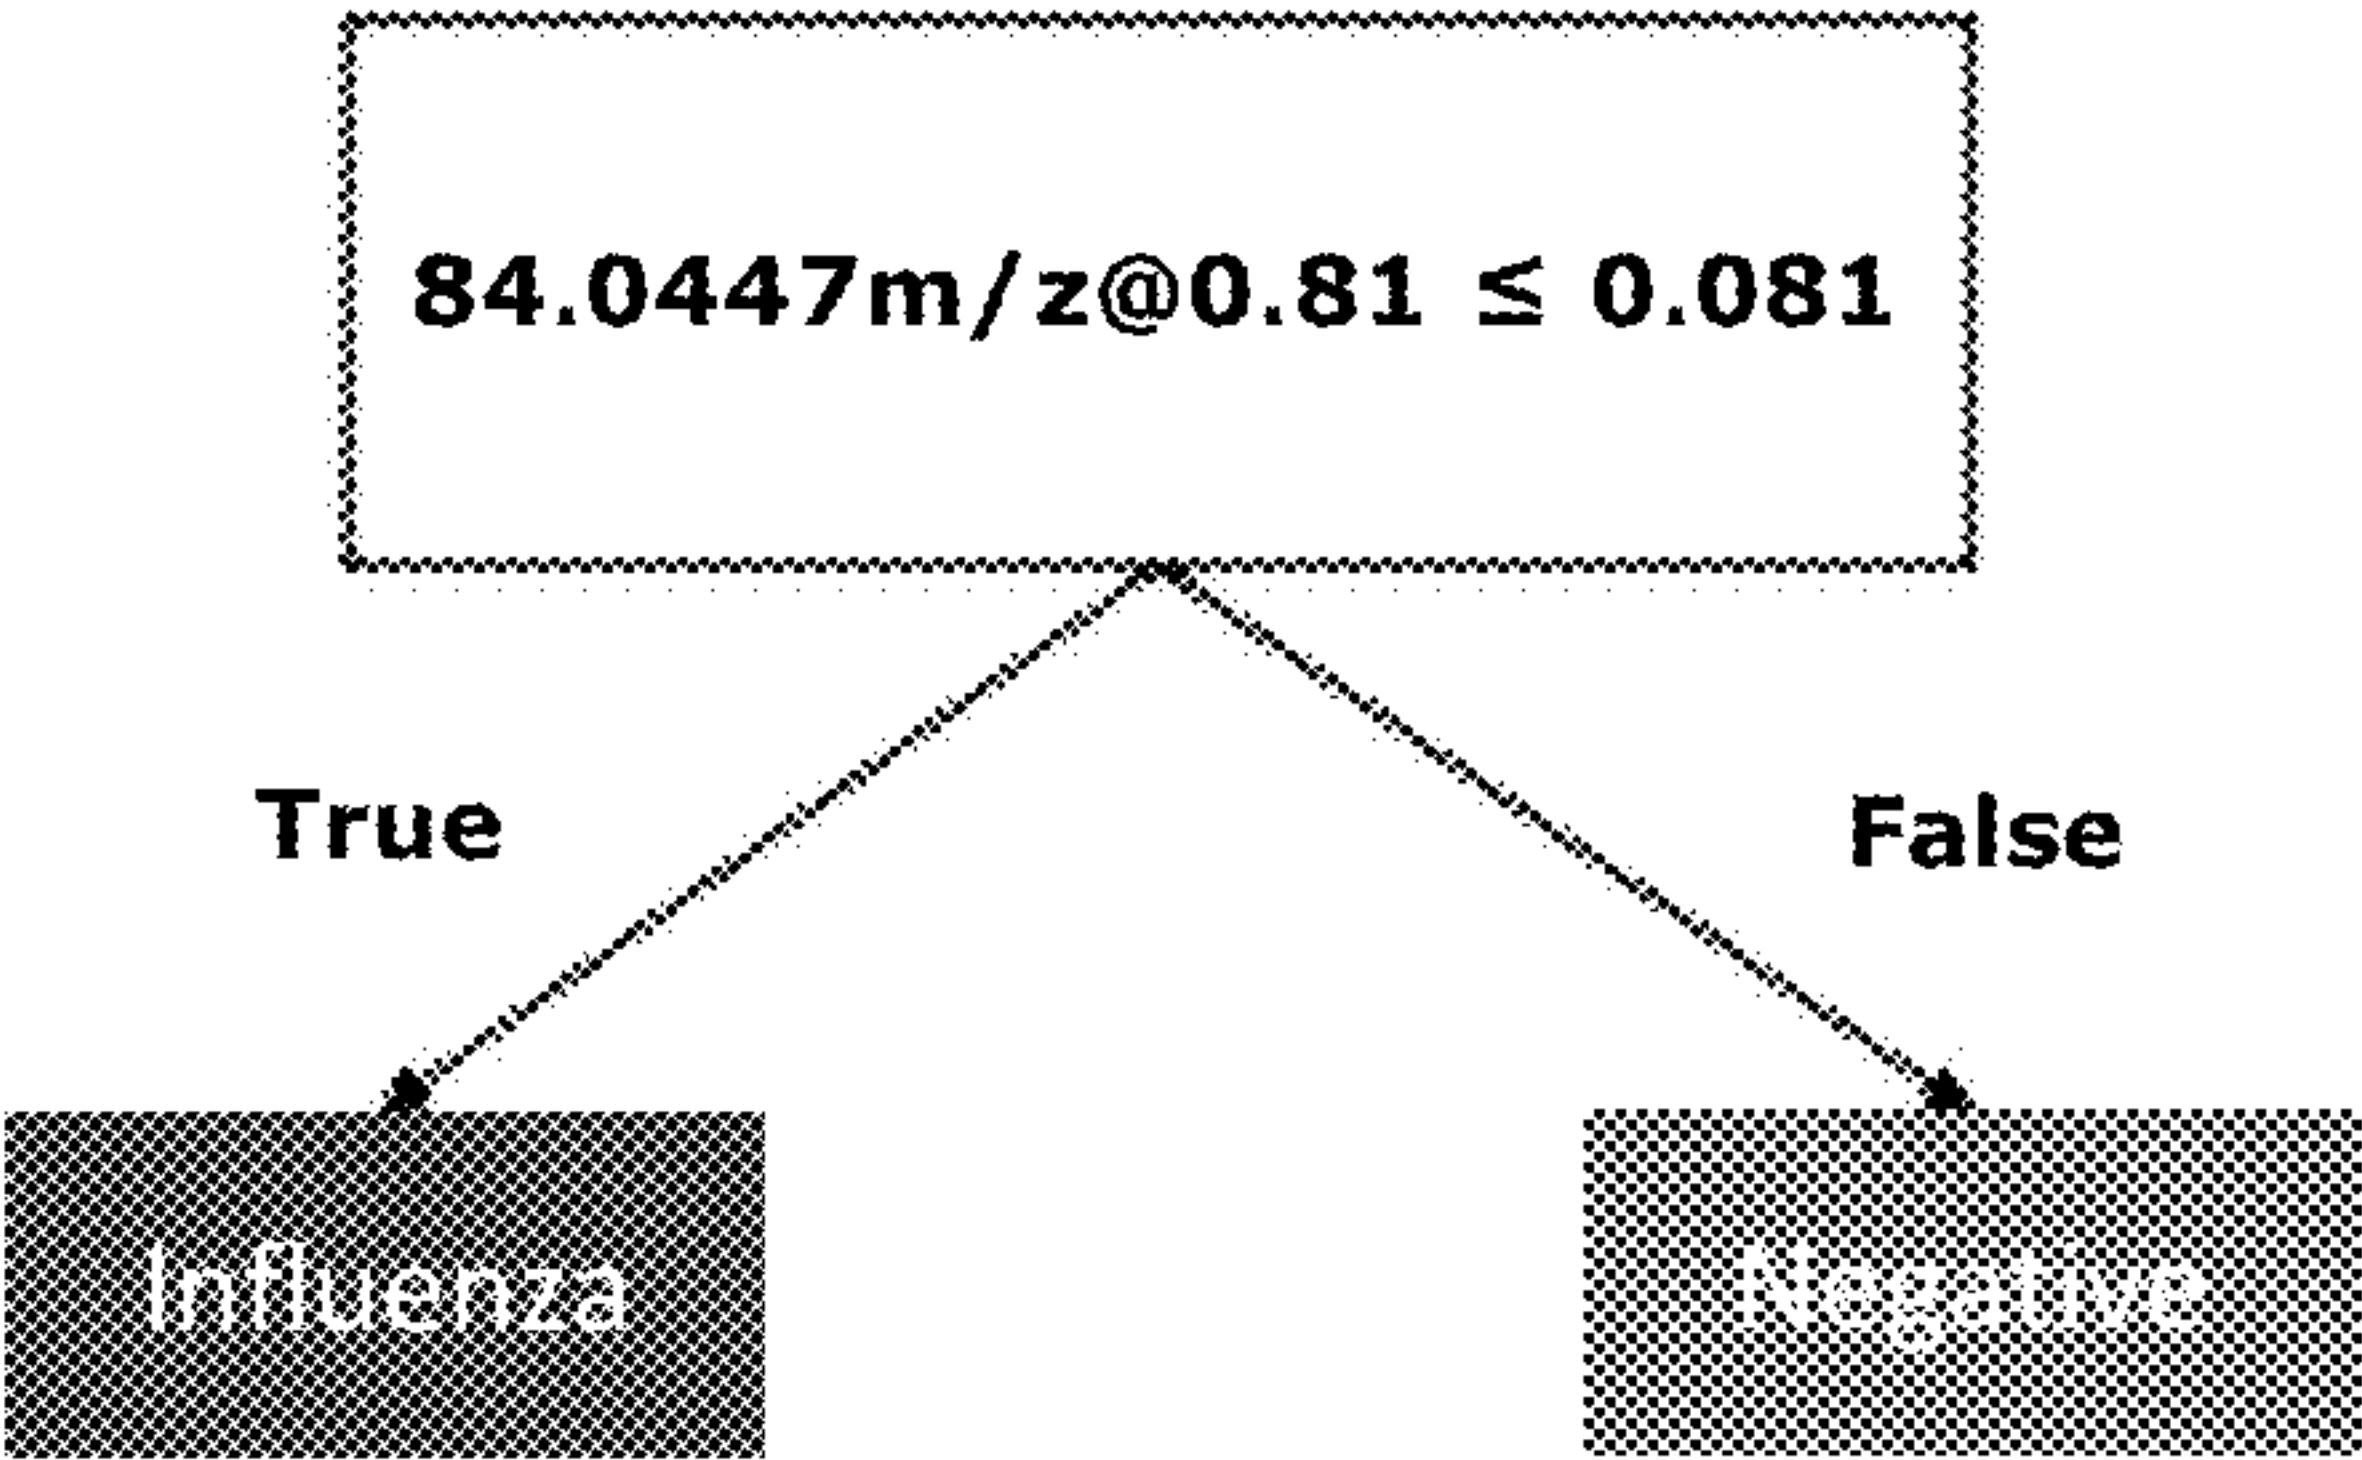 84.0447m/z@0.81 ≤ 0.081
True
False
Influenza
Negative